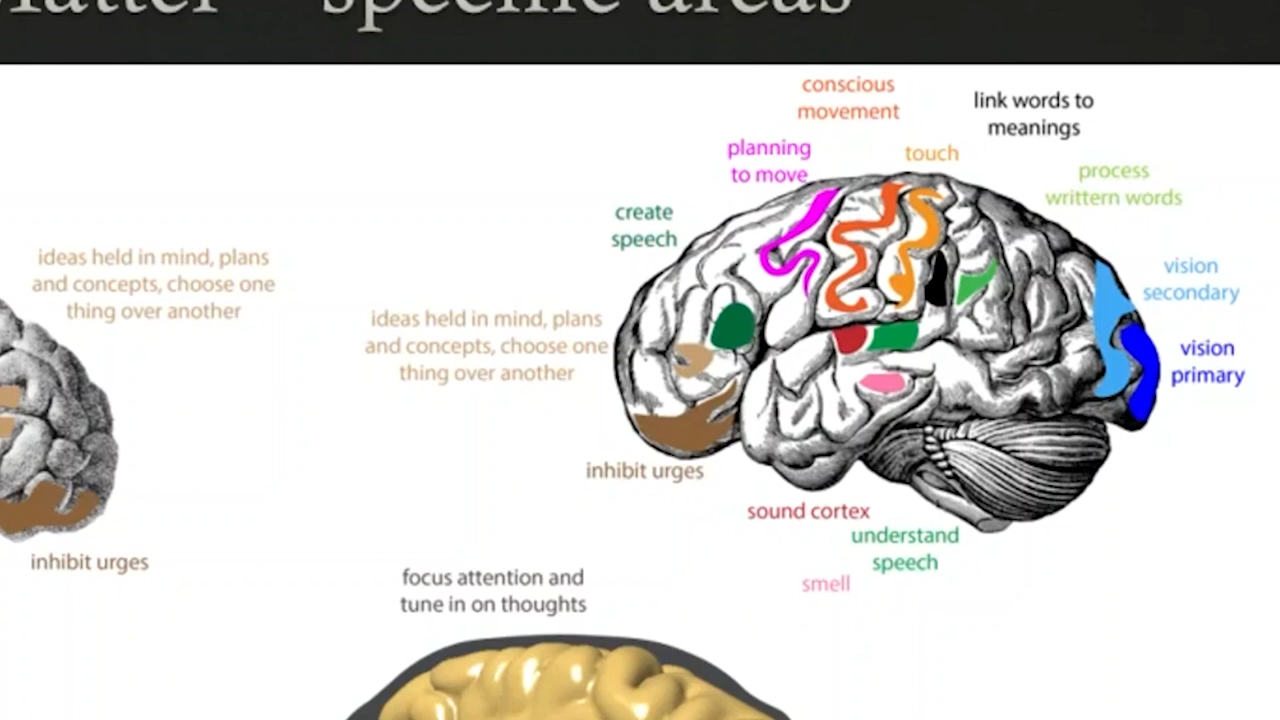 specific areas
conscious
movement
link words to
meanings
planning
to move
touch
process
writtern words
create
speech
ideas held in mind, plans
and concepts, choose one
thing over another
vision
secondary
ideas held in mind, plans
and concepts, choose one
thing over another
vision
primary
inhibit urges
sound cortex
understand
speech
inhibit urges
focus attention and
tune in on thoughts
smell